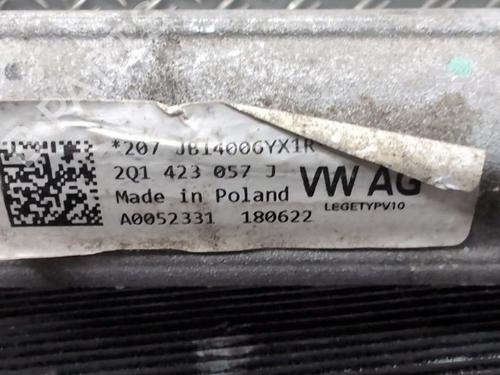 *207 JB1400GYX1R
2Q1 423 057 J
VW AG
Made in Poland
LEGETYPV10
A0052331 180622